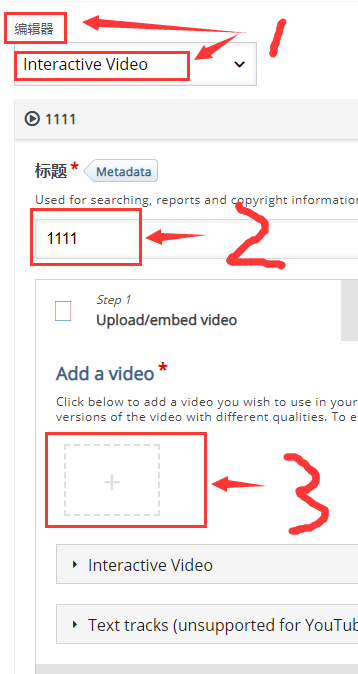 编辑器
1
Interactive Video
1111
标题 * Metadata
Used for searching, reports and copyright information
1111
2
Step 1
Upload/embed video
Add a video *
Click below to add a video you wish to use in your
versions of the video with different qualities. To e
+
3
Interactive Video
Text tracks (unsupported for YouTube